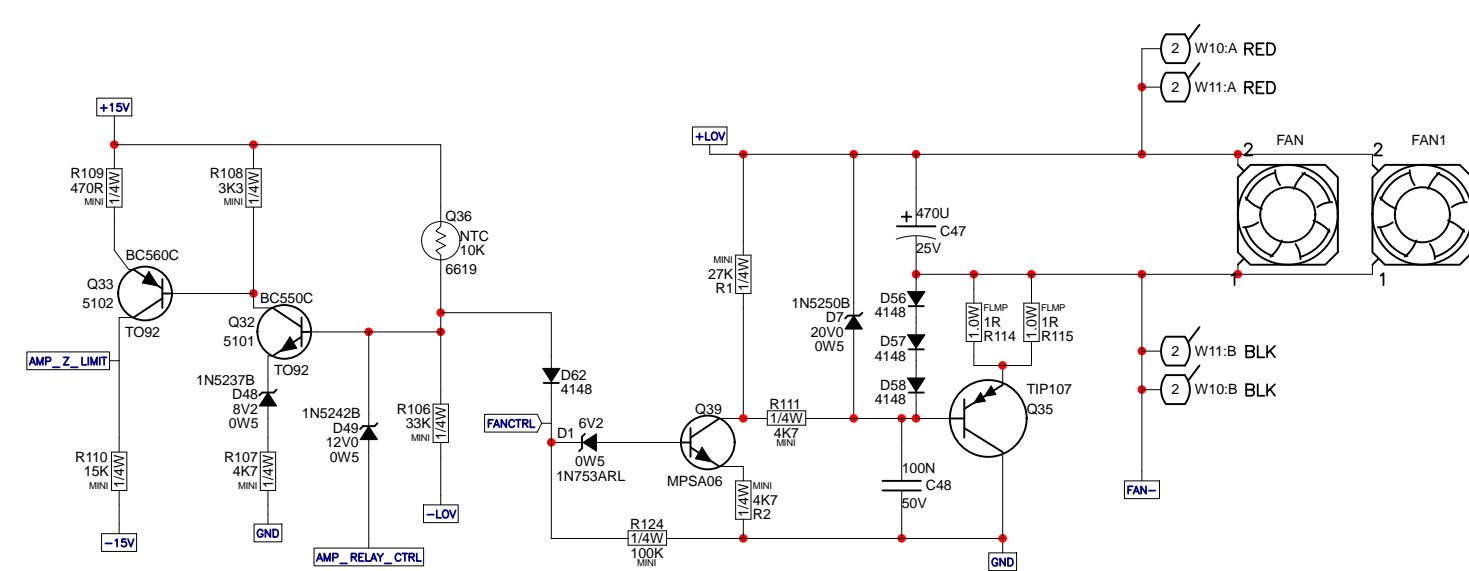 W10:A RED
W11:A RED
+15V
+LOV
FAN
FAN1
2
2
2
2
R109
470R
MINI
1/4W
R108
3K3
MINI
1/4W
Q36
NTC
10K
6619
BC560C
Q33
5102
TO92
BC550C
Q32
5101
TO92
MINI
27K
R1
1/4W
+
470U
C47
25V
1N5250B
D7
20V0
0W5
D56
4148
D57
4148
D58
4148
1.0W
FLMP
1R
R114
1.0W
FLMP
1R
R115
1
1
2
W11:B BLK
2
W10:B BLK
AMP_Z_LIMIT
1N5237B
D48
8V2
0W5
1N5242B
D49
12V0
0W5
R106
33K
MINI
1/4W
D62
4148
FANCTRL
D1
6V2
0W5
1N753ARL
Q39
MPSA06
R111
1/4W
4K7
MINI
TIP107
Q35
R110
15K
MINI
1/4W
R107
4K7
MINI
1/4W
1/4W
MINI
4K7
R2
100N
C48
50V
FAN-
-15V
GND
-LOV
AMP_RELAY_CTRL
R124
1/4W
100K
MINI
GND